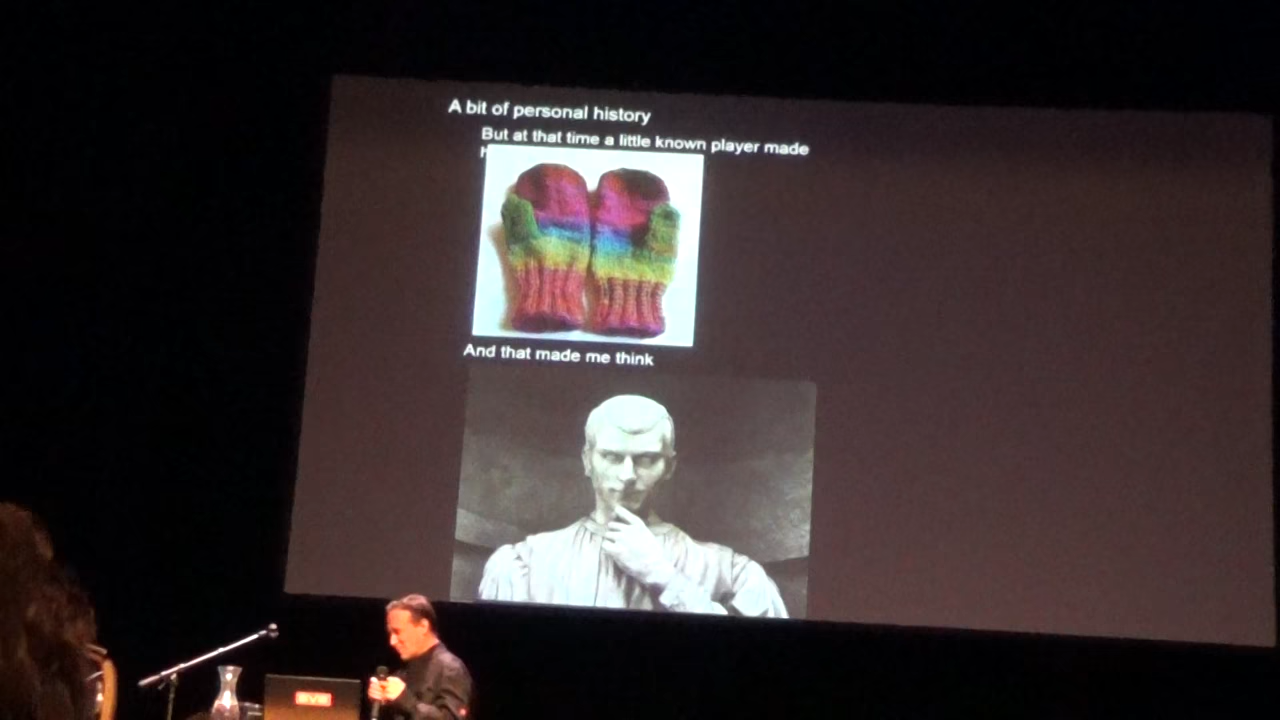 A bit of personal history
But at that time a little known player made
And that made me think
EVE